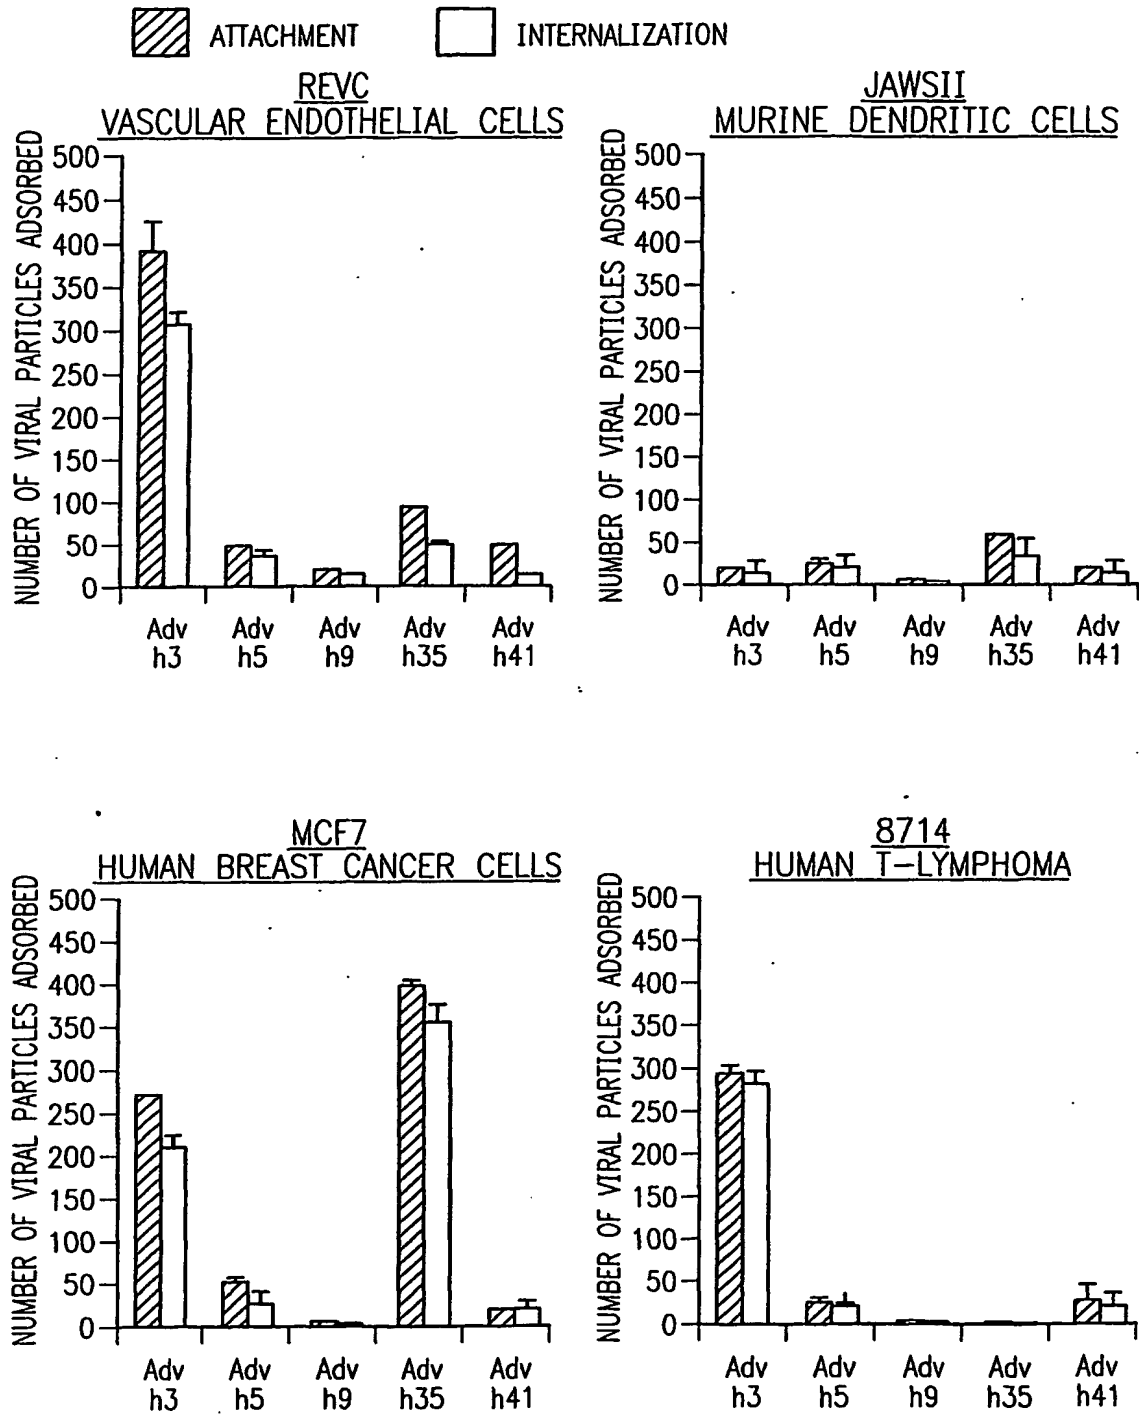 ATTACHMENT INTERNALIZATION
REVC
VASCULAR ENDOTHELIAL CELLS
NUMBER OF VIRAL PARTICLES ADSORBED
500
450
400
350
300
250
200
150
100
50
0
Adv Adv Adv Adv Adv
h3 h5 h9 h35 h41
JAWSII
MURINE DENDRITIC CELLS
NUMBER OF VIRAL PARTICLES ADSORBED
500
450
400
350
300
250
200
150
100
50
0
Adv Adv Adv Adv Adv
h3 h5 h9 h35 h41
MCF7
HUMAN BREAST CANCER CELLS
NUMBER OF VIRAL PARTICLES ADSORBED
500
450
400
350
300
250
200
150
100
50
0
Adv Adv Adv Adv Adv
h3 h5 h9 h35 h41
8714
HUMAN T-LYMPHOMA
NUMBER OF VIRAL PARTICLES ADSORBED
500
450
400
350
300
250
200
150
100
50
0
Adv Adv Adv Adv Adv
h3 h5 h9 h35 h41